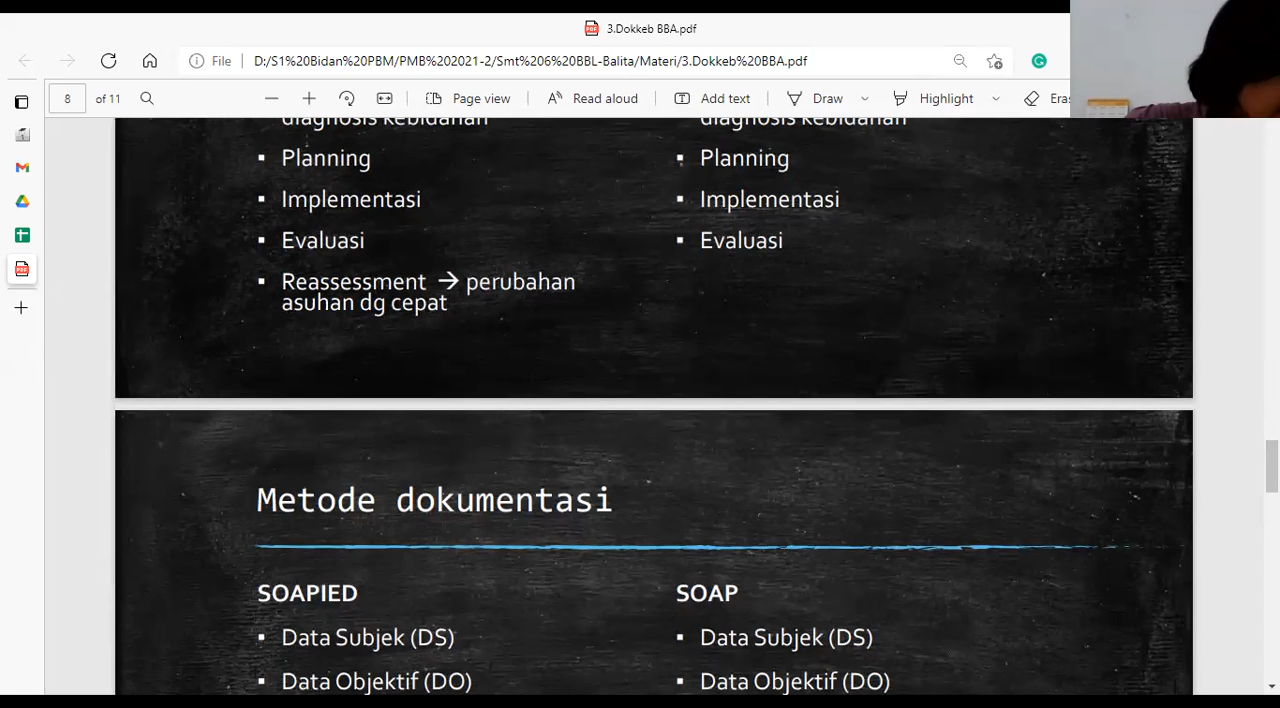 3.Dokkeb BBA.pdf
File
D:/S1%20Bidan%20PBM/PMB%202021-2/Smt%206%20BBL-Balita/Materi/3.Dokkeb%20BBA.pdf
8 of 11
Page view
Read aloud
Add text
Draw
Highlight
Eras
diagnosis kebidanan
▪ Planning
▪ Implementasi
▪ Evaluasi
▪ Reassessment → perubahan
asuhan dg cepat
diagnosis kebidanan
▪ Planning
▪ Implementasi
▪ Evaluasi
Metode dokumentasi
SOAPIED
▪ Data Subjek (DS)
▪ Data Objektif (DO)
SOAP
▪ Data Subjek (DS)
▪ Data Objektif (DO)